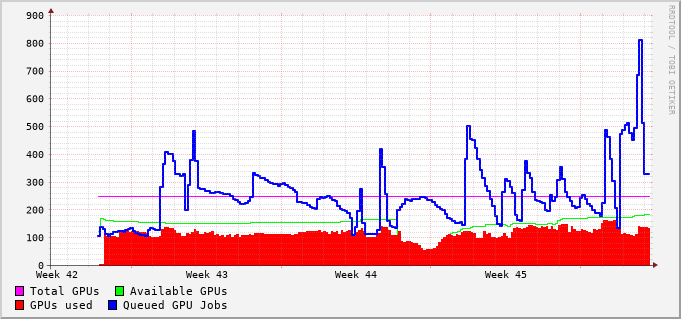 900
800
700
600
500
400
300
200
100
0
Week 42 Week 43 Week 44 Week 45
Total GPUs Available GPUs
GPUs used Queued GPU Jobs
RRDTOOL / TOBI OETIKER